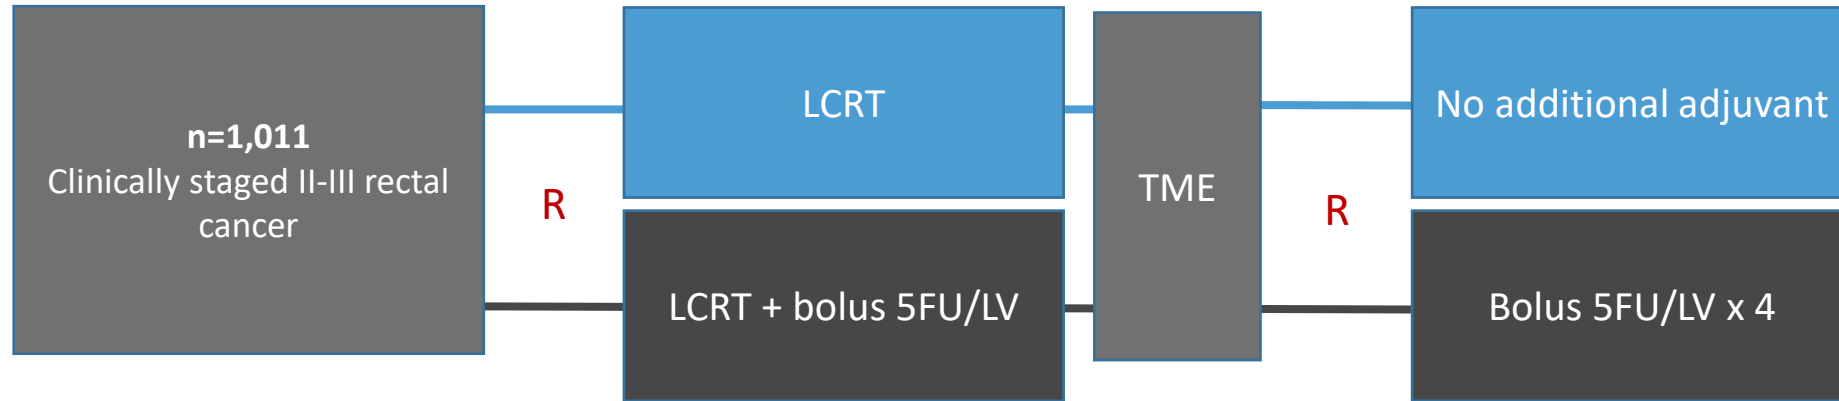 n=1,011
Clinically staged II-III rectal
cancer
R
LCRT
LCRT + bolus 5FU/LV
TME
R
No additional adjuvant
Bolus 5FU/LV x 4